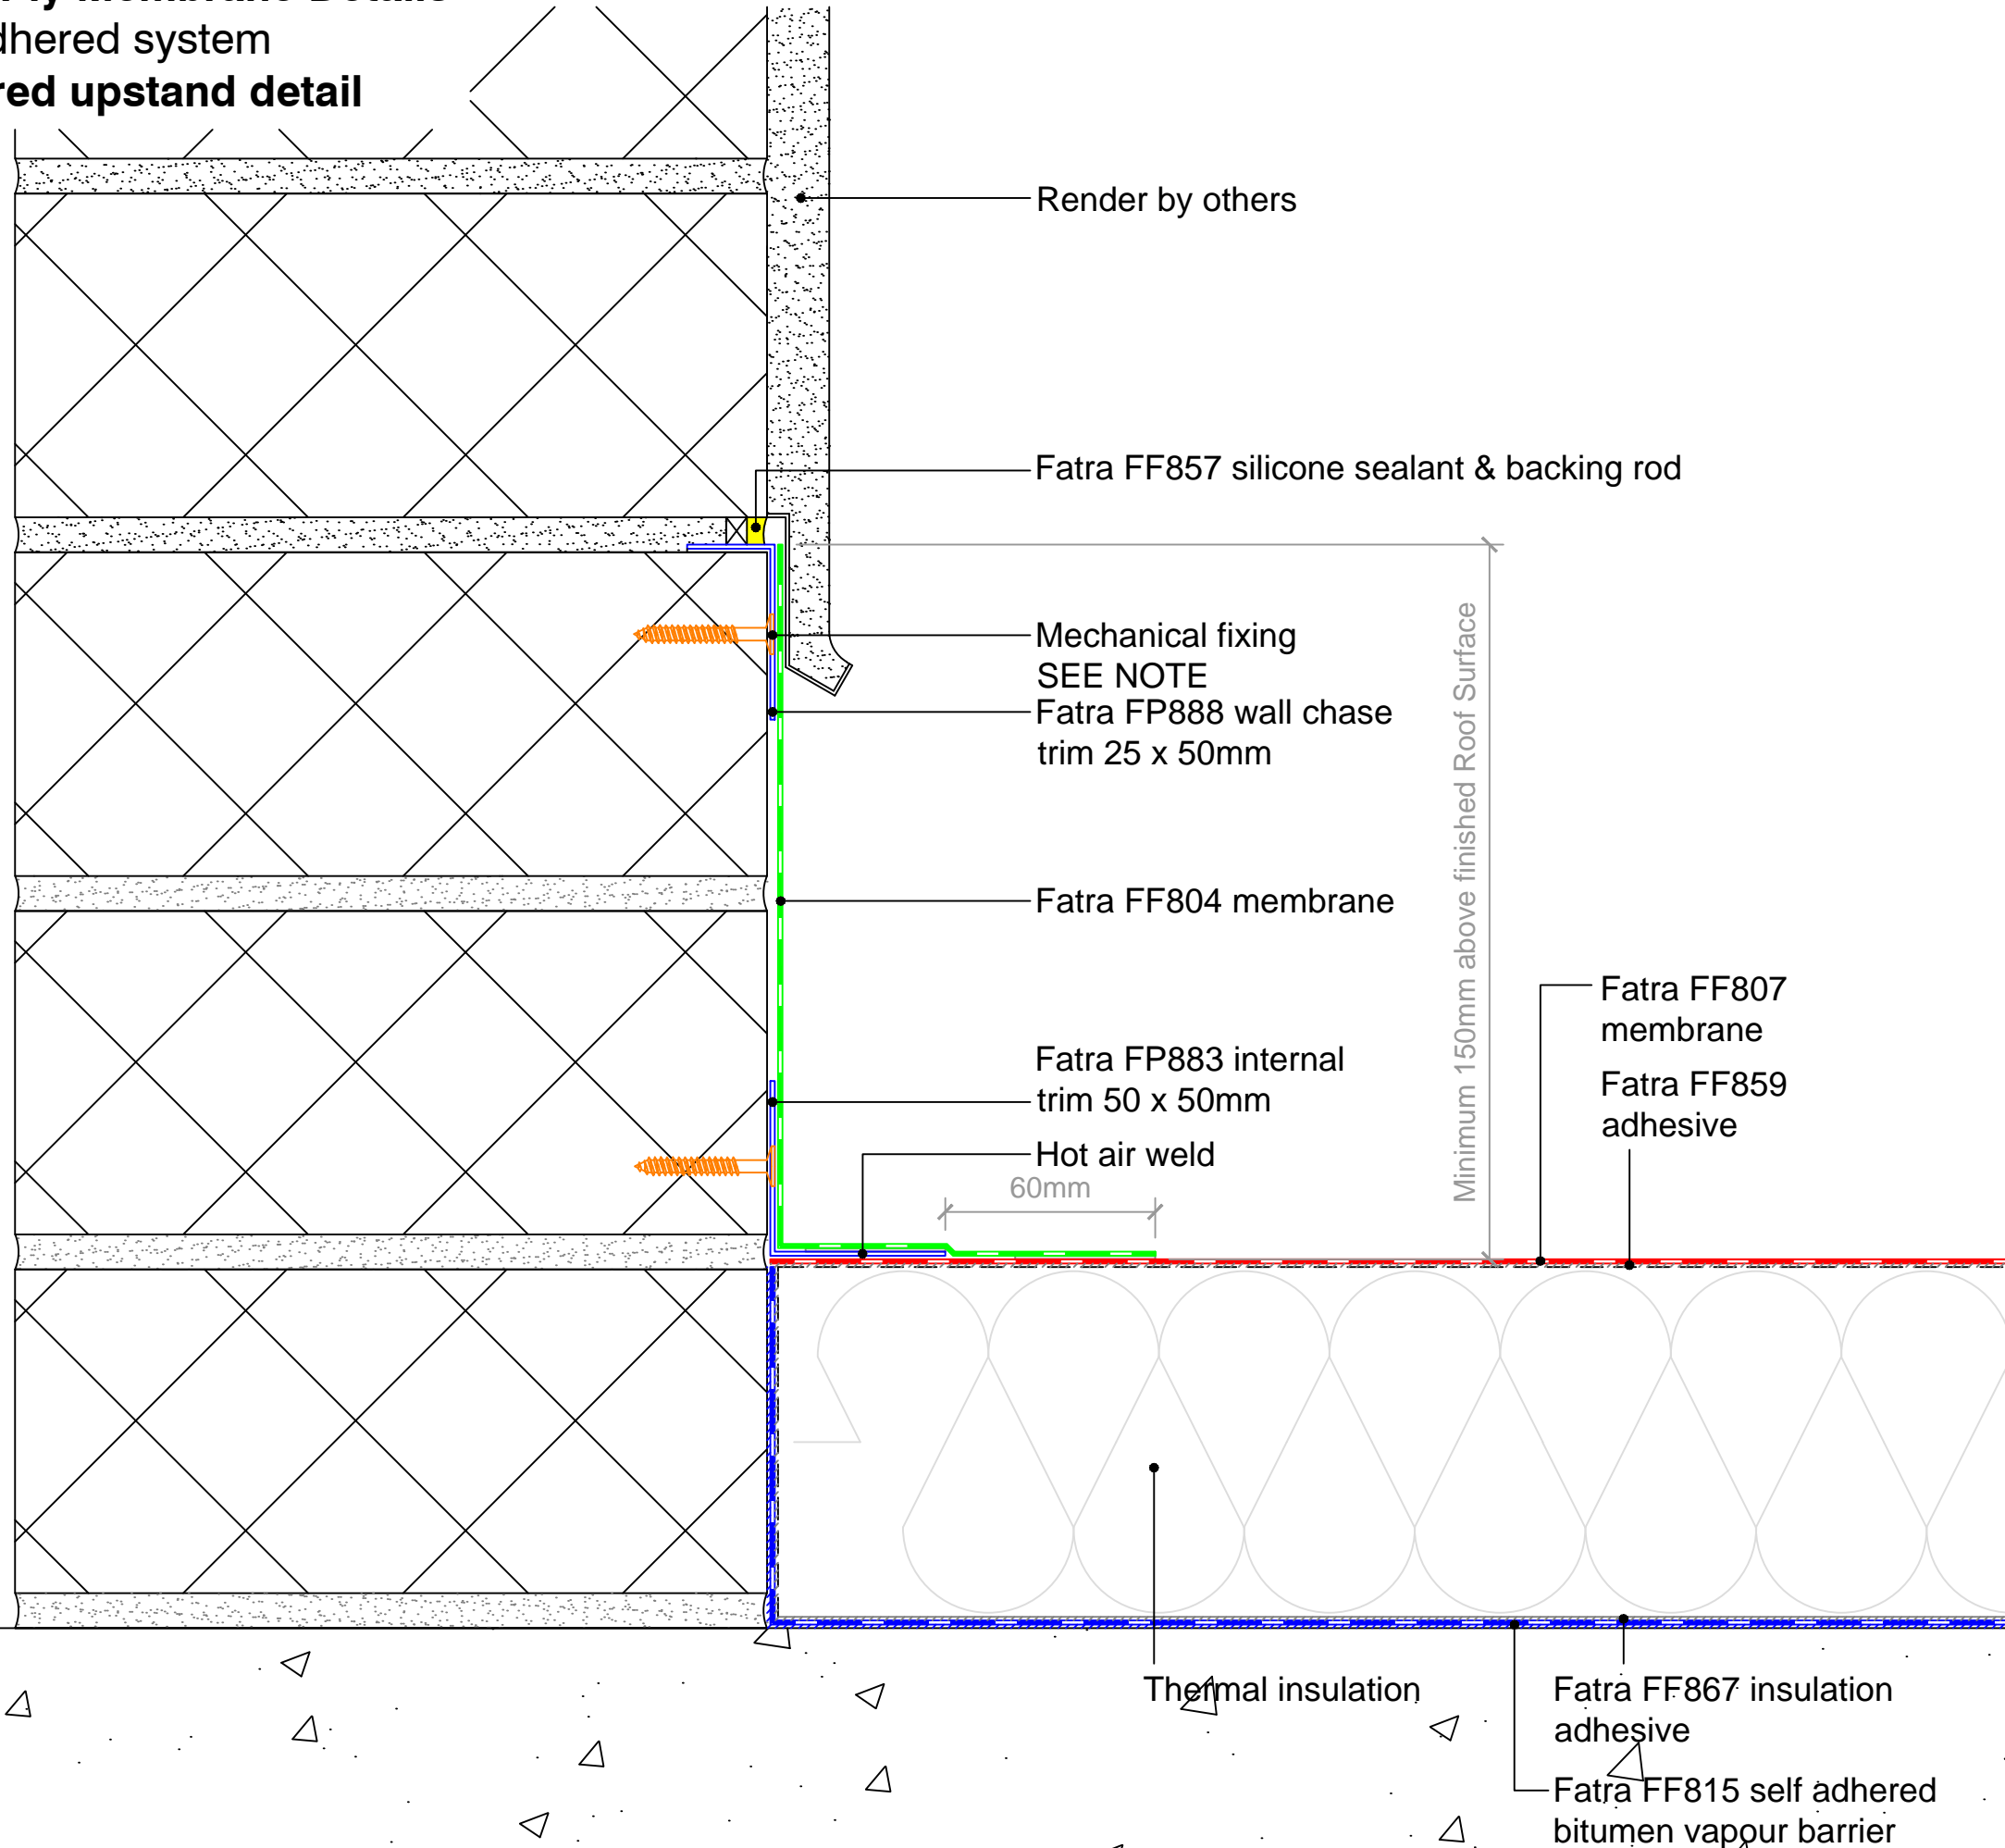 dhered system
red upstand detail
Render by others
Fatra FF857 silicone sealant & backing rod
Mechanical fixing
SEE NOTE
Fatra FP888 wall chase
trim 25 x 50mm
Minimum 150mm above finished Roof Surface
Fatra FF804 membrane
Fatra FF807
membrane
Fatra FF859
adhesive
Fatra FP883 internal
trim 50 x 50mm
Hot air weld
60mm
Thermal insulation
Fatra FF867 insulation
adhesive
Fatra FF815 self adhered
bitumen vapour barrier